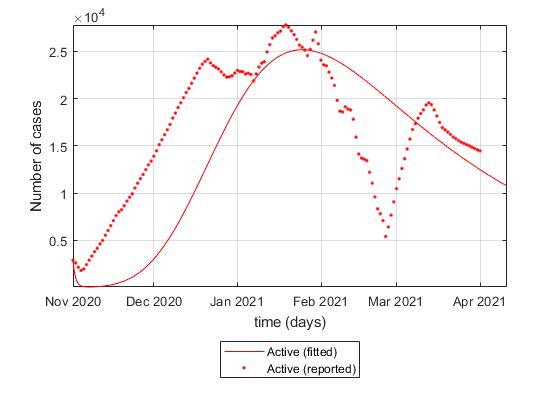 ×10⁴
2.5
2
1.5
1
0.5
Number of cases
Nov 2020 Dec 2020 Jan 2021 Feb 2021 Mar 2021 Apr 2021
time (days)
Active (fitted)
Active (reported)